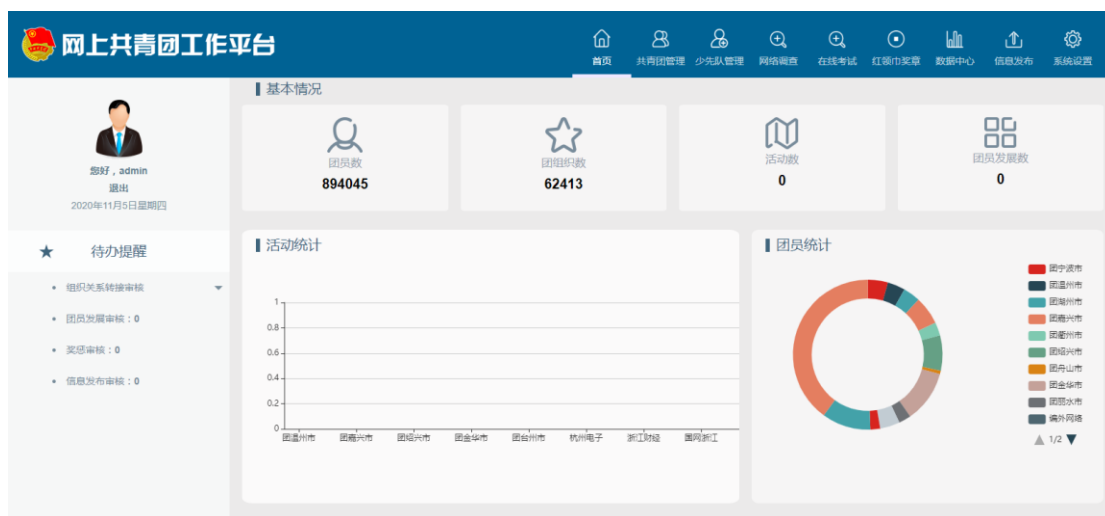 网上共青团工作平台
首页
共青团管理
少先队管理
网络调查
在线考试
红领巾奖章
数据中心
信息发布
系统设置
您好，admin
退出
2020年11月5日星期四
待办提醒
组织关系转接审核
团员发展审核：0
奖惩审核：0
信息发布审核：0
基本情况
团员数
894045
团组织数
62413
活动数
0
团员发展数
0
活动统计
1
0.8
0.6
0.4
0.2
0
团温州市
团嘉兴市
团绍兴市
团金华市
团台州市
杭州电子
浙江财经
国网浙江
团员统计
团宁波市
团温州市
团湖州市
团嘉兴市
团衢州市
团绍兴市
团舟山市
团金华市
团丽水市
编外网络
1/2